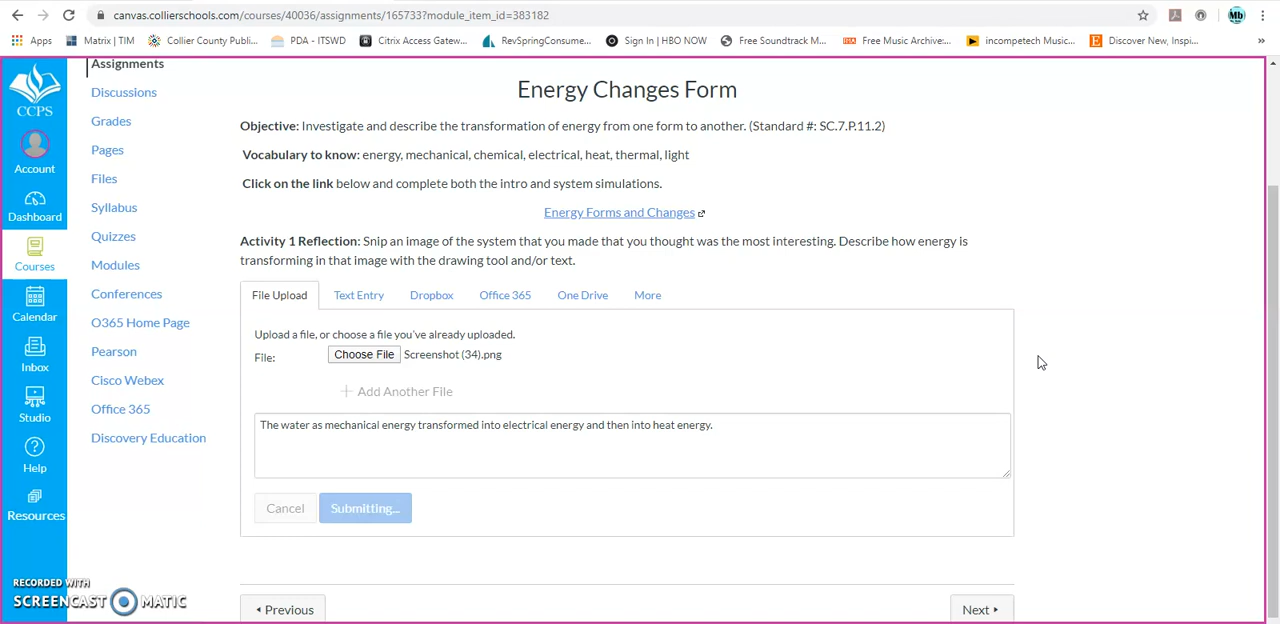 canvas.collierschools.com/courses/40036/assignments/165733?module_item_id=383182
Mb
Apps Matrix | TIM Collier County Publi... PDA - ITSWD Citrix Access Gatew... RevSpringConsume... Sign In | HBO NOW Free Soundtrack M... Free Music Archive:... incompetech Music... Discover New, Inspi... »
CCPS
Account
Dashboard
Courses
Calendar
Inbox
Studio
Help
Resources
Assignments
Discussions
Grades
Pages
Files
Syllabus
Quizzes
Modules
Conferences
O365 Home Page
Pearson
Cisco Webex
Office 365
Discovery Education
Energy Changes Form
Objective: Investigate and describe the transformation of energy from one form to another. (Standard #: SC.7.P.11.2)
Vocabulary to know: energy, mechanical, chemical, electrical, heat, thermal, light
Click on the link below and complete both the intro and system simulations.
Energy Forms and Changes
Activity 1 Reflection: Snip an image of the system that you made that you thought was the most interesting. Describe how energy is
transforming in that image with the drawing tool and/or text.
File Upload Text Entry Dropbox Office 365 One Drive More
Upload a file, or choose a file you've already uploaded.
File: Choose File Screenshot (34).png
+ Add Another File
The water as mechanical energy transformed into electrical energy and then into heat energy.
Cancel Submitting...
Previous Next
RECORDED WITH
SCREENCAST MATIC